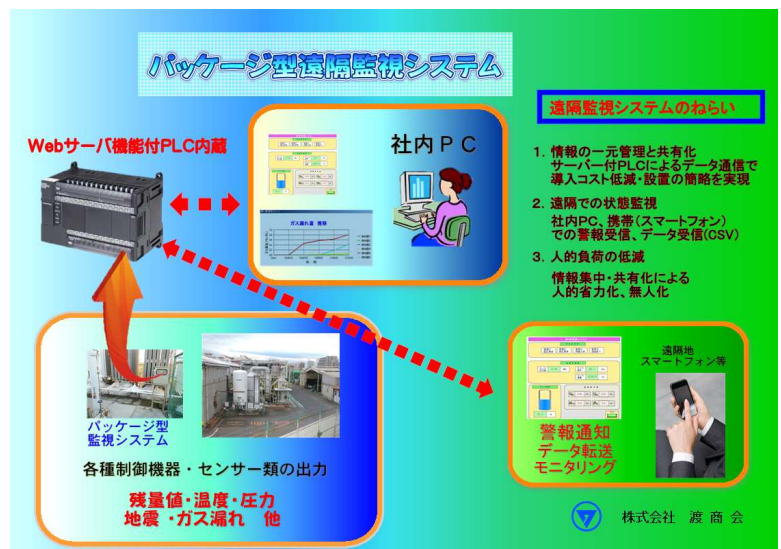 パッケージ型遠隔監視システム
Webサーバ機能付PLC内蔵
社内PC
ガス漏れ量 推移
遠隔監視システムのねらい
1. 情報の一元管理と共有化
サーバー付PLCによるデータ通信で
導入コスト低減・設置の簡略を実現
2. 遠隔での状態監視
社内PC、携帯(スマートフォン)
での警報受信、データ受信(CSV)
3. 人的負荷の低減
情報集中・共有化による
人的省力化、無人化
パッケージ型
監視システム
各種制御機器・センサー類の出力
残量値・温度・圧力
地震・ガス漏れ 他
遠隔地
スマートフォン等
警報通知
データ転送
モニタリング
株式会社 渡商会